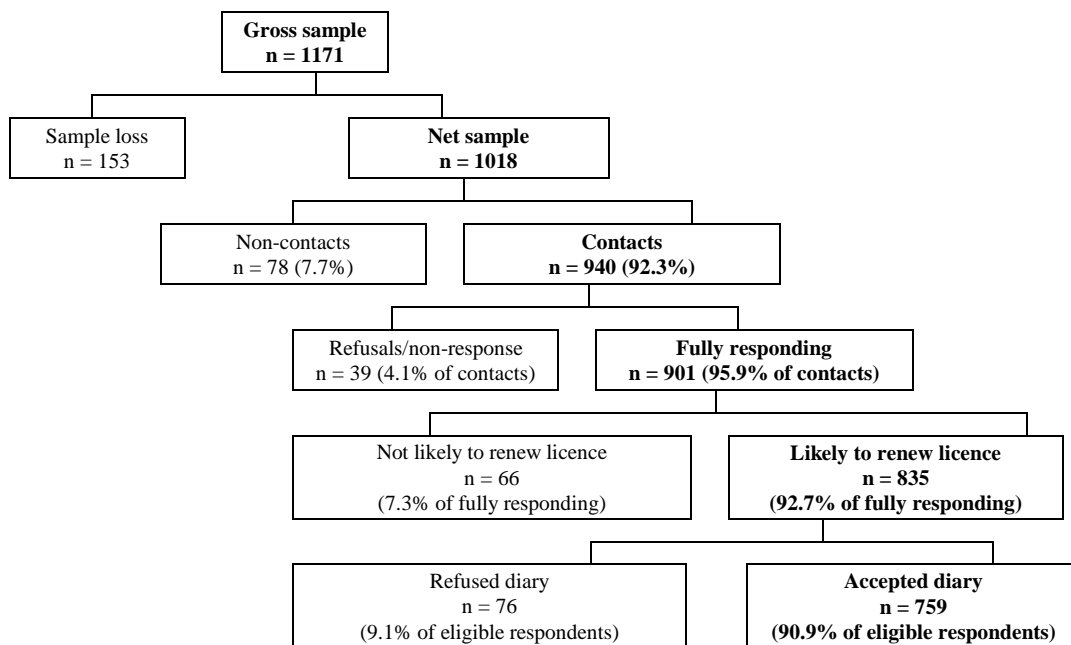 Gross sample
n = 1171
Sample loss
n = 153
Net sample
n = 1018
Non-contacts
n = 78 (7.7%)
Contacts
n = 940 (92.3%)
Refusals/non-response
n = 39 (4.1% of contacts)
Fully responding
n = 901 (95.9% of contacts)
Not likely to renew licence
n = 66
(7.3% of fully responding)
Likely to renew licence
n = 835
(92.7% of fully responding)
Refused diary
n = 76
(9.1% of eligible respondents)
Accepted diary
n = 759
(90.9% of eligible respondents)